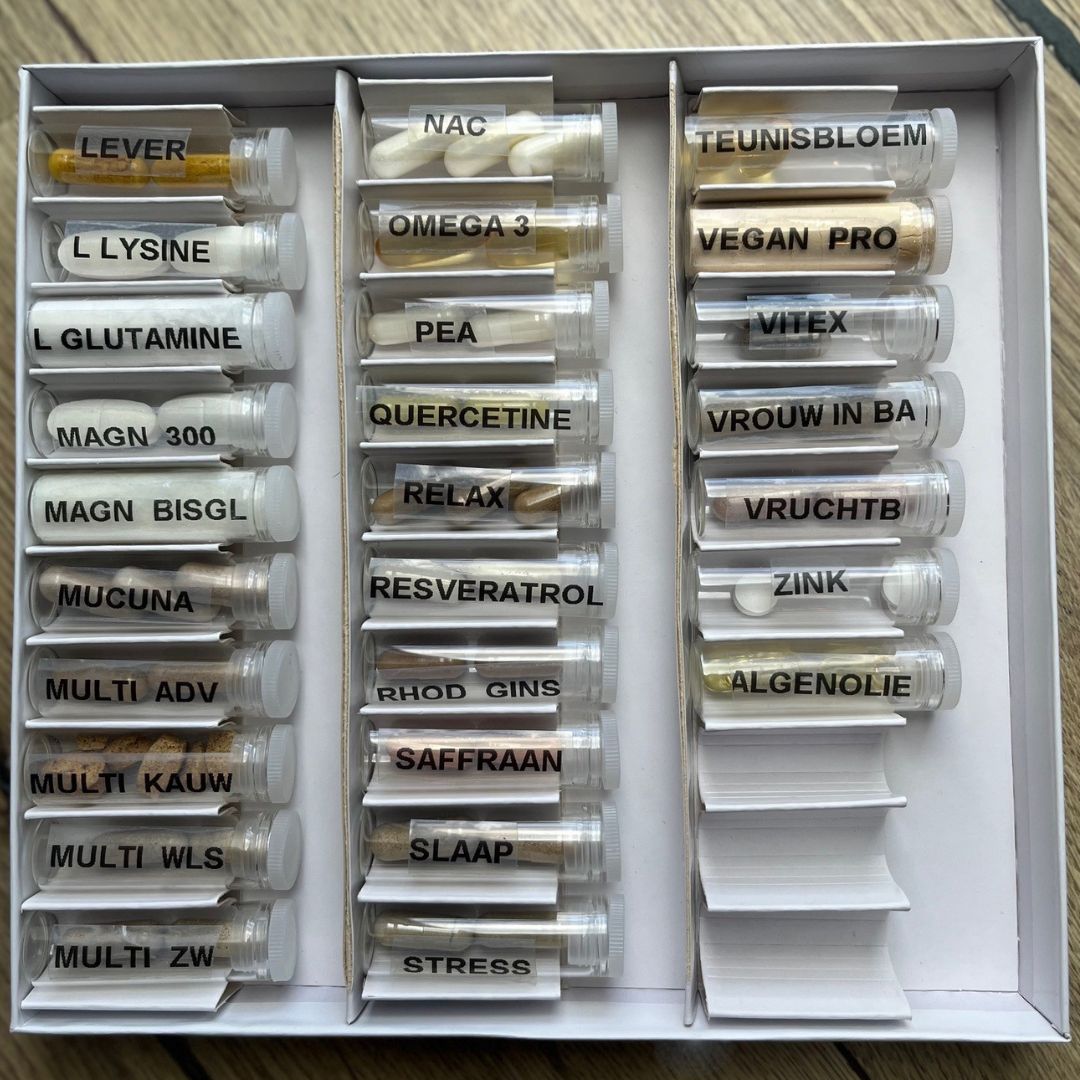 LEVER
L LYSINE
L GLUTAMINE
MAGN 300
MAGN BISGL
MUCUNA
MULTI ADV
MULTI KAUW
MULTI WLS
MULTI ZW
NAC
OMEGA 3
PEA
QUERCETINE
RELAX
RESVERATROL
RHOD GINS
SAFFRAAN
SLAAP
STRESS
TEUNISBLOEM
VEGAN PRO
VITEX
VROUW IN BA
VRUCHTB
ZINK
ALGENOLIE